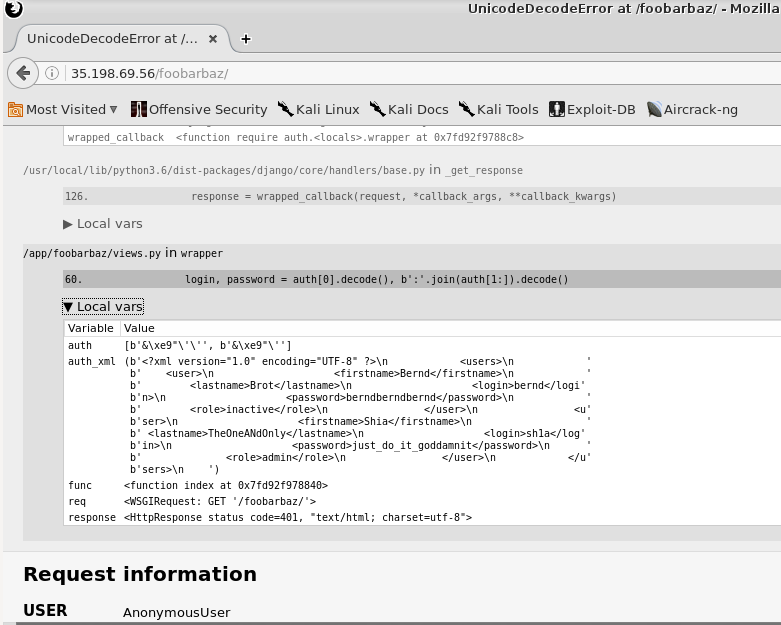 UnicodeDecodeError at /foobarbaz/ - Mozilla
UnicodeDecodeError at /...
35.198.69.56/foobarbaz/
Most Visited Offensive Security Kali Linux Kali Docs Kali Tools Exploit-DB Aircrack-ng
wrapped_callback <function require auth.<locals>.wrapper at 0x7fd92f9788c8>
/usr/local/lib/python3.6/dist-packages/django/core/handlers/base.py in _get_response
126. response = wrapped_callback(request, *callback_args, **callback_kwargs)
▶ Local vars
/app/foobarbaz/views.py in wrapper
60. login, password = auth[0].decode(), b':'.join(auth[1:]).decode()
▼ Local vars
Variable Value
auth [b'&\xe9"\'\'', b'&\xe9"\'']
auth_xml (b'<?xml version="1.0" encoding="UTF-8" ?>\n <users>\n '
b' <user>\n <firstname>Bernd</firstname>\n '
b' <lastname>Brot</lastname>\n <login>bernd</logi'
b'n>\n <password>berndberndbernd</password>\n '
b' <role>inactive</role>\n </user>\n <u'
b'ser>\n <firstname>Shia</firstname>\n '
b' <lastname>TheOneANdOnly</lastname>\n <login>sh1a</log'
b'in>\n <password>just_do_it_goddamnit</password>\n '
b' <role>admin</role>\n </user>\n </u'
b'sers>\n ')
func <function index at 0x7fd92f978840>
req <WSGIRequest: GET '/foobarbaz/'>
response <HttpResponse status code=401, "text/html; charset=utf-8">
Request information
USER AnonymousUser